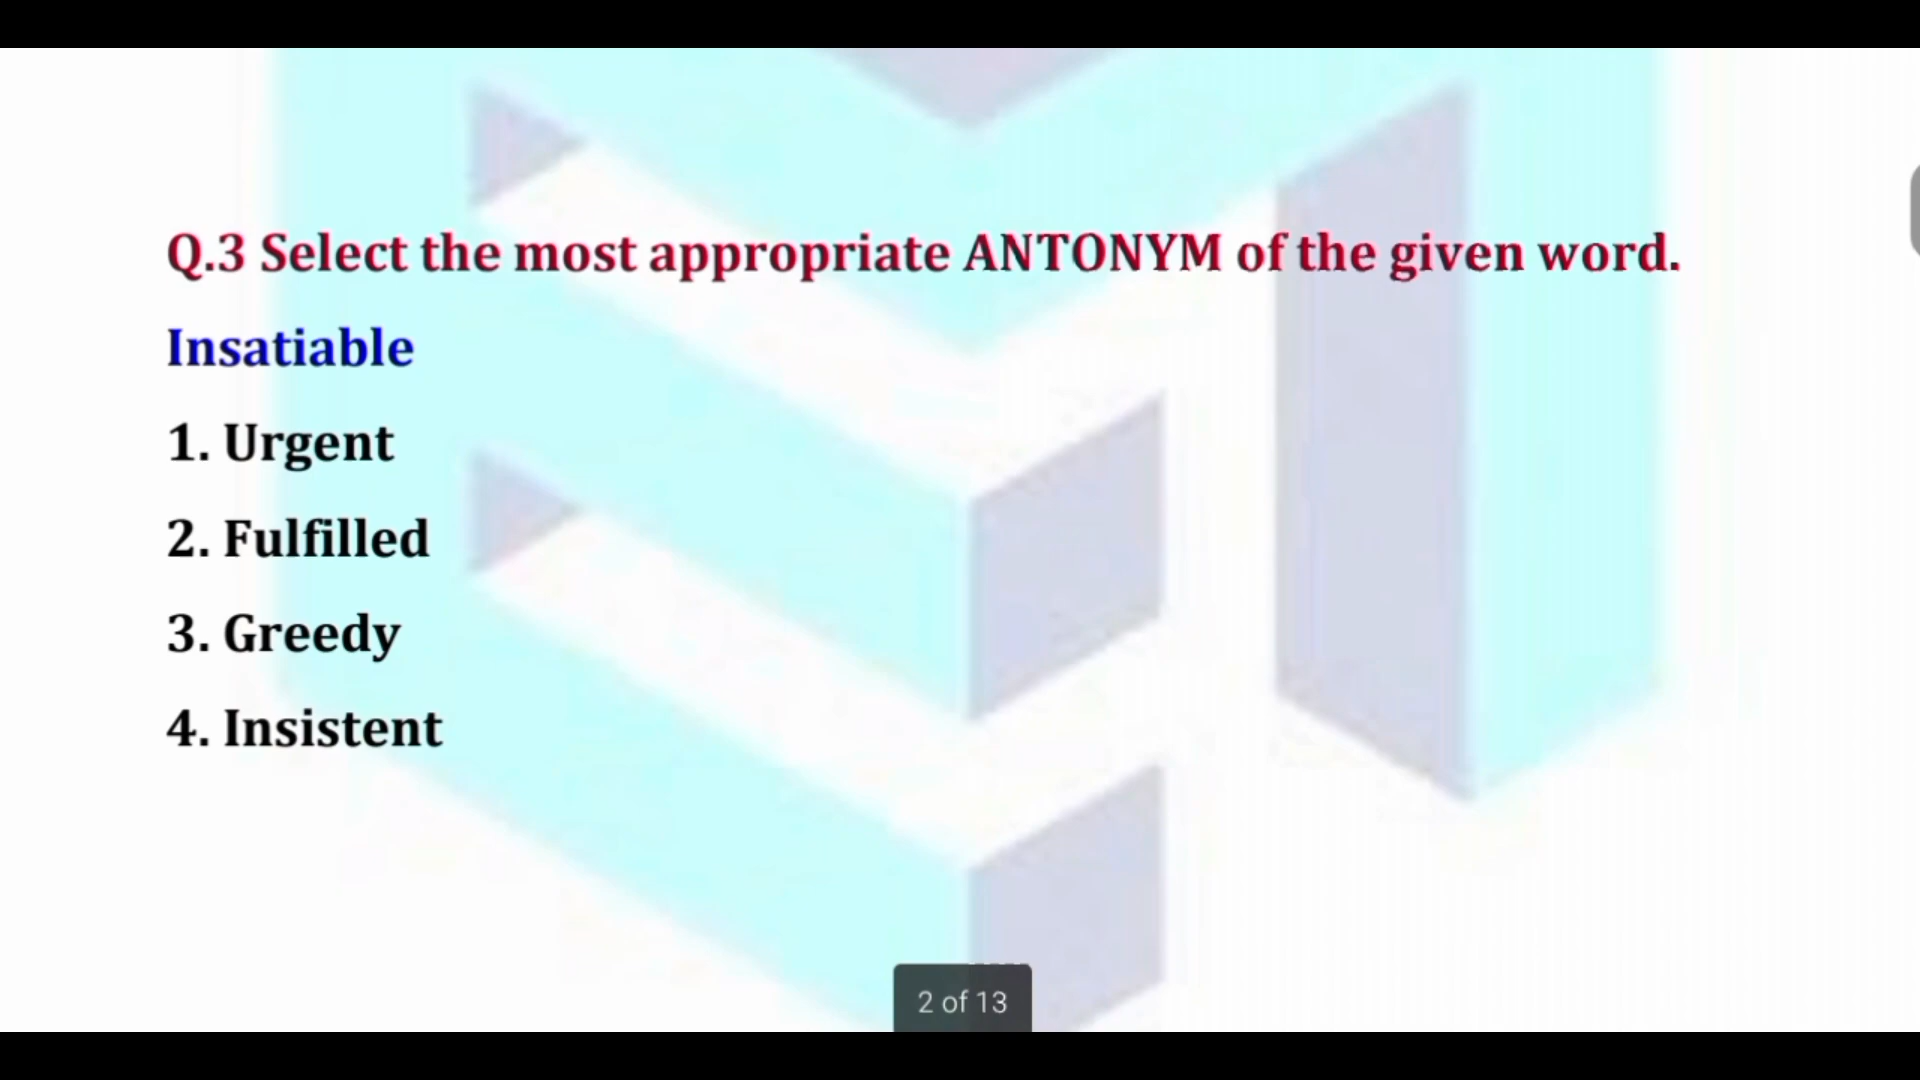 Q.3 Select the most appropriate ANTONYM of the given word.
Insatiable
1. Urgent
2. Fulfilled
3. Greedy
4. Insistent
2 of 13